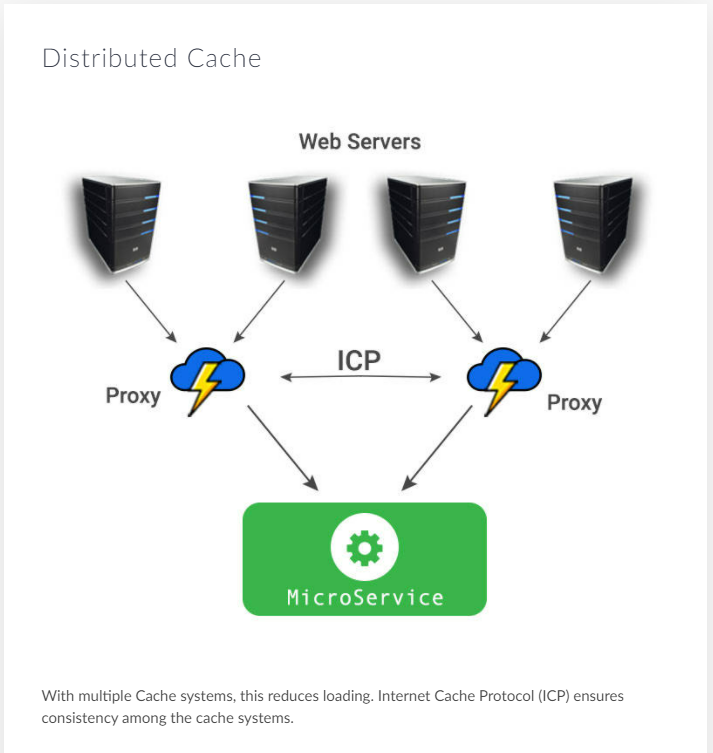 Distributed Cache
Web Servers
ICP
Proxy
Proxy
MicroService
With multiple Cache systems, this reduces loading. Internet Cache Protocol (ICP) ensures
consistency among the cache systems.